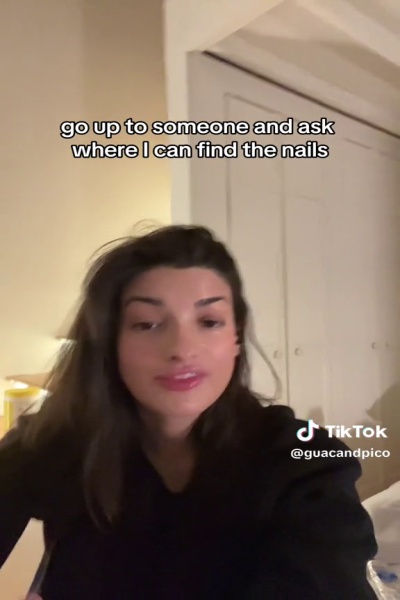 go up to someone and ask
where I can find the nails
TikTok
@guacandpico